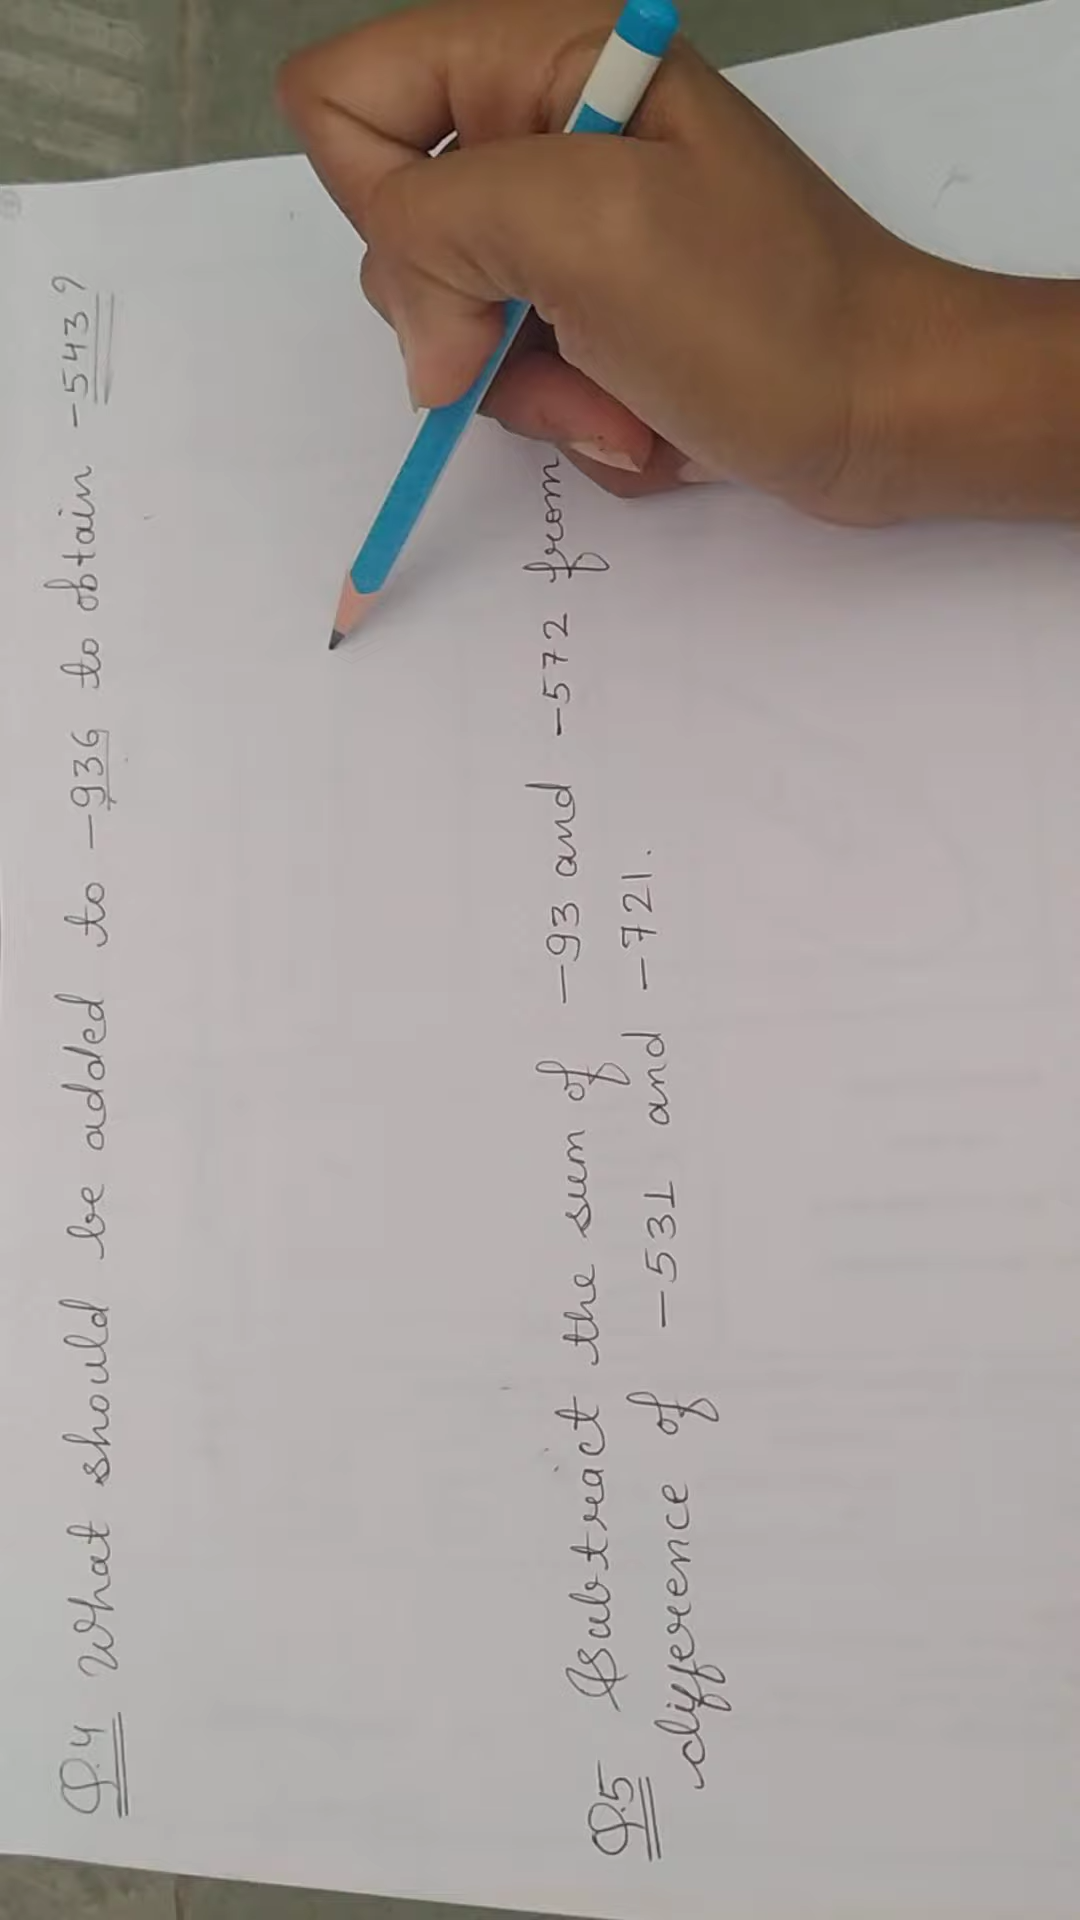 Q.4 What should be added to -936 to obtain -543?
Q.5 Subtract the sum of -93 and -572 from
difference of -531 and -721.